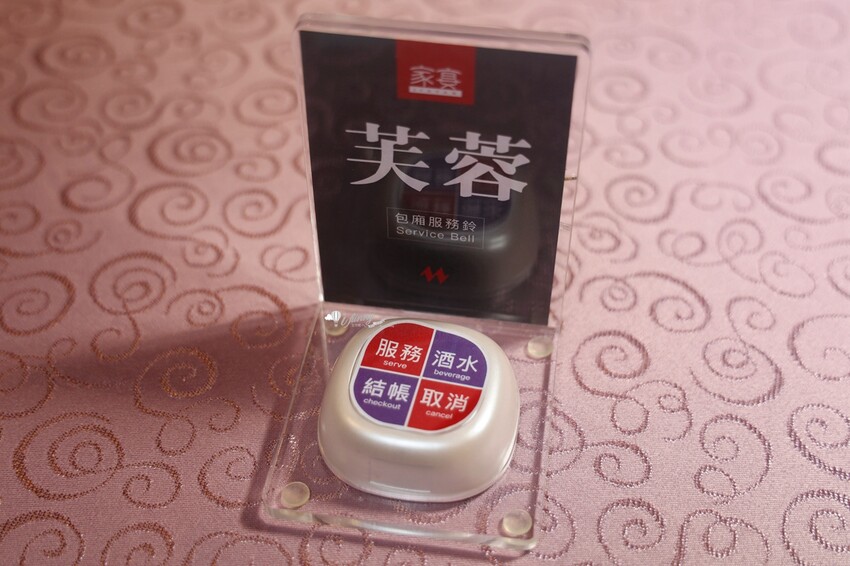 家宴
芙蓉
包廂服務鈴
Service Bell
服務
serve
酒水
beverage
結帳
checkout
取消
cancel